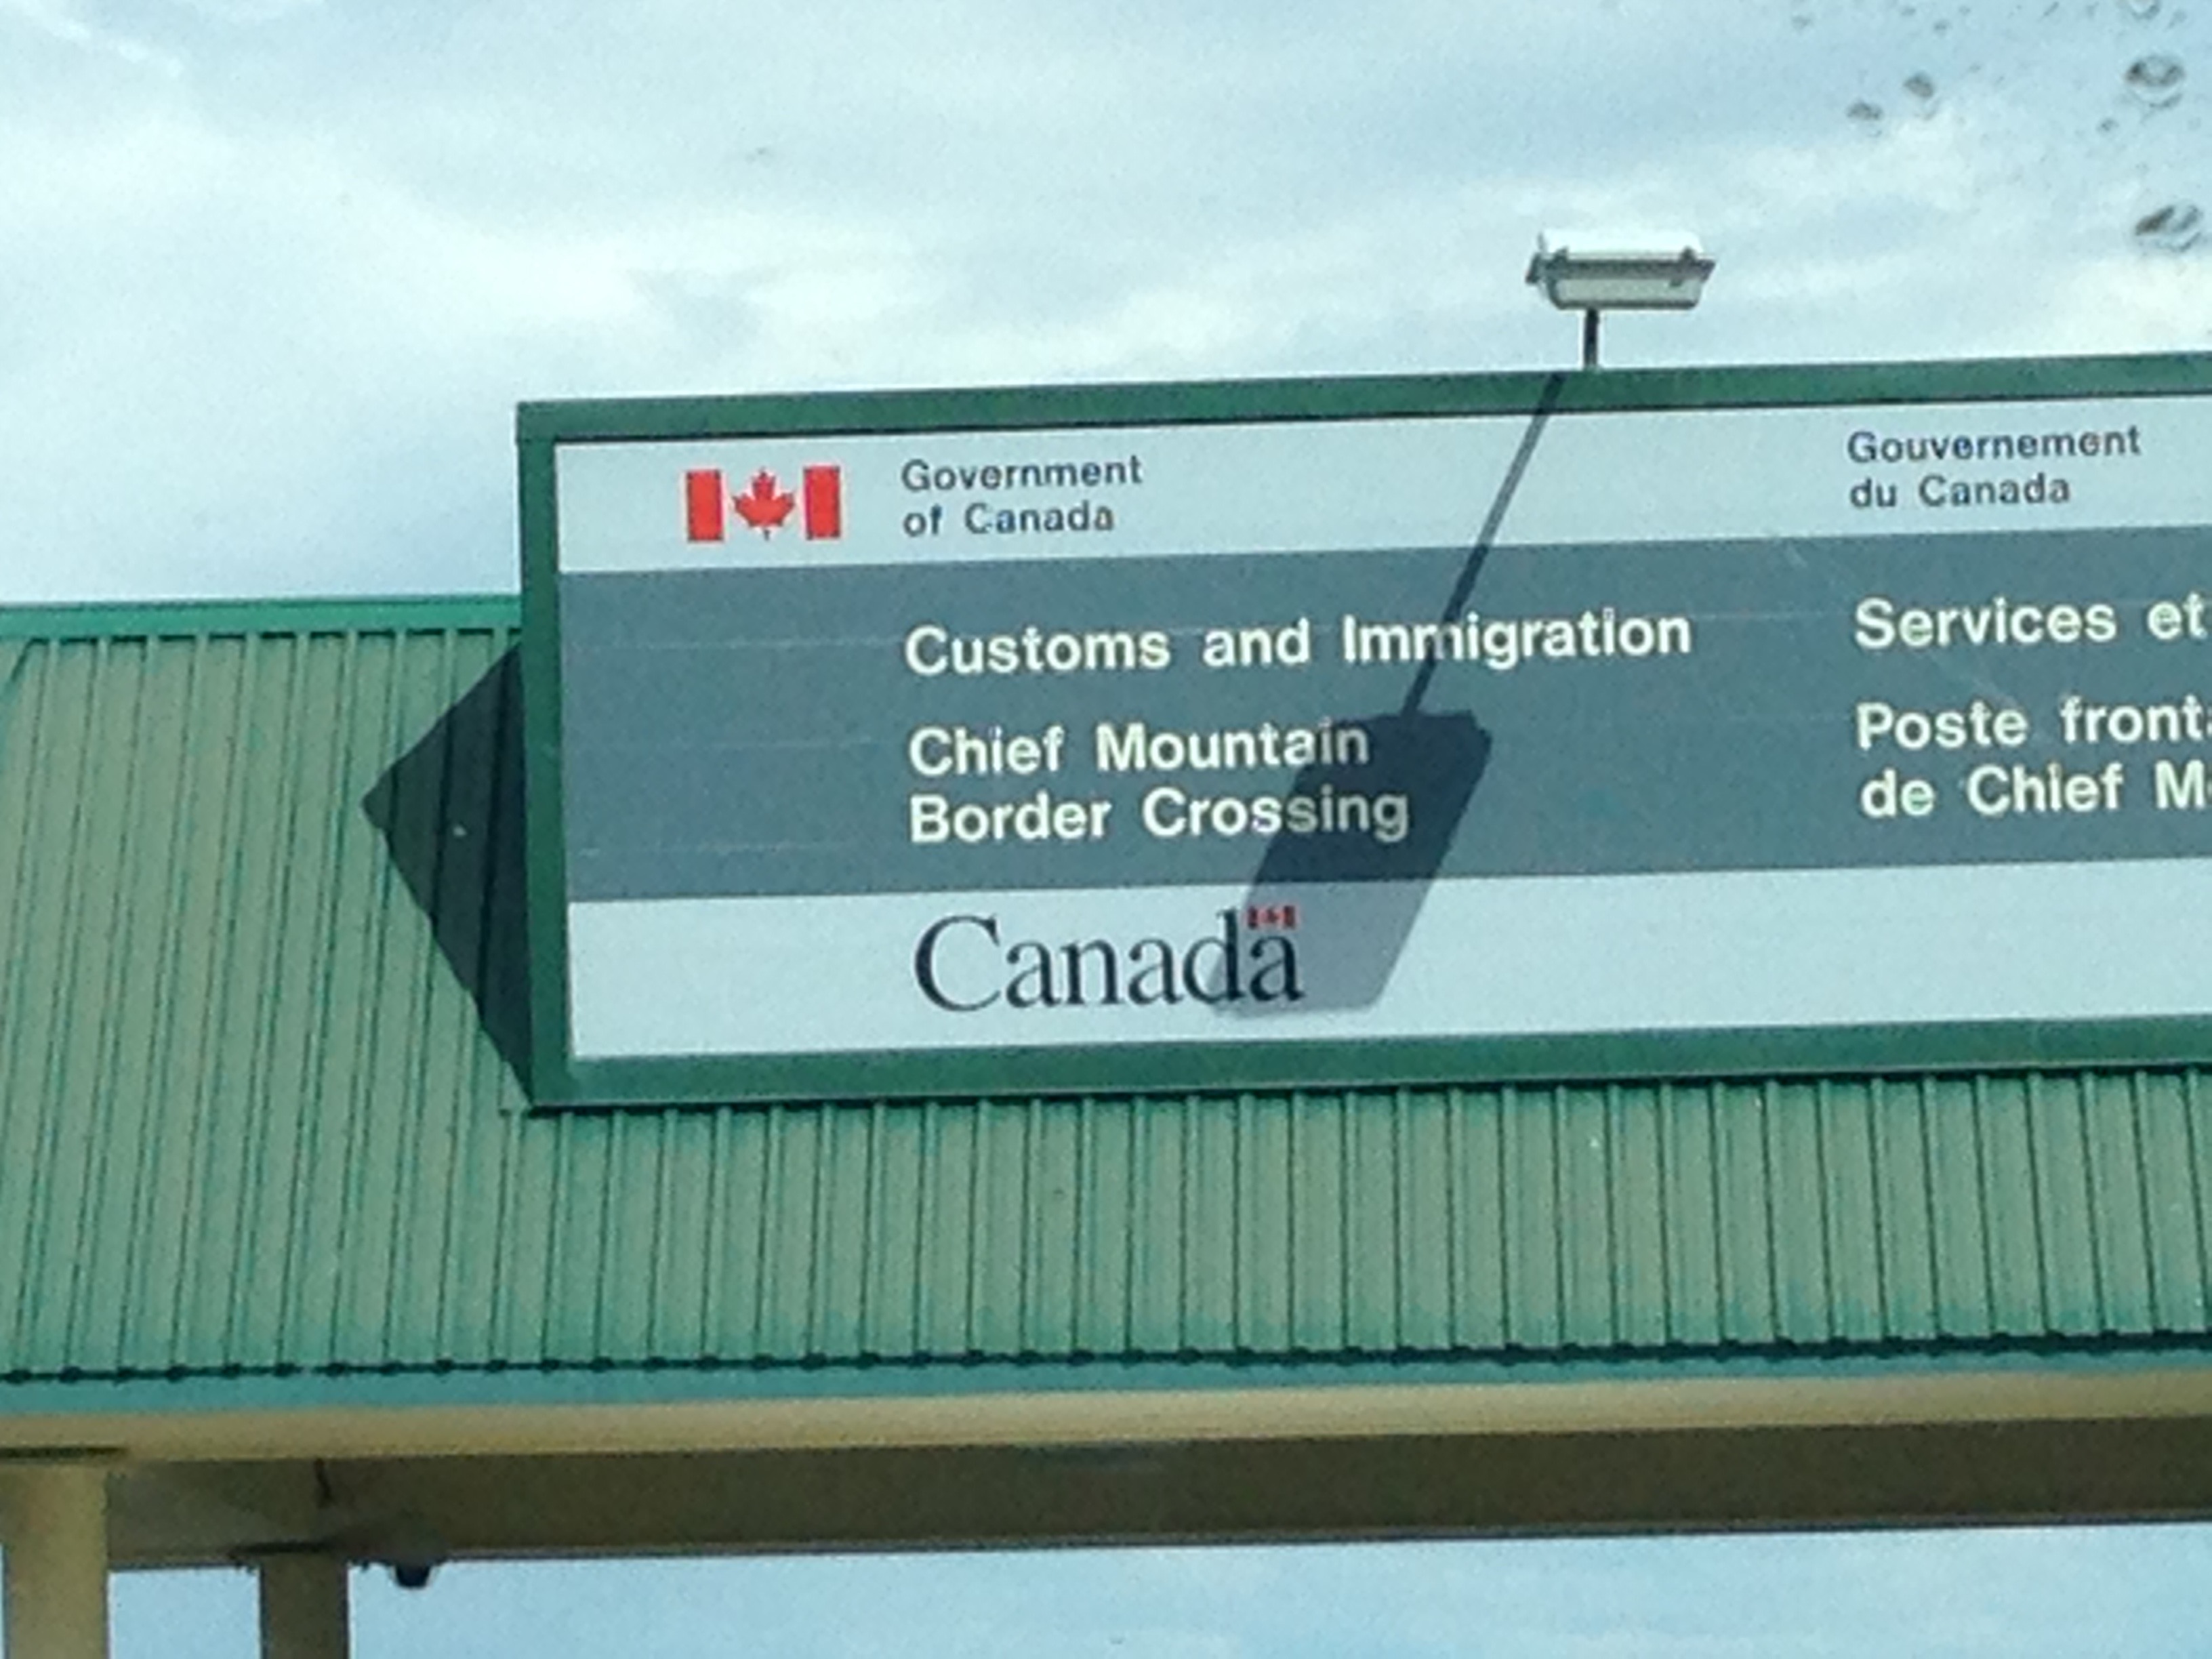 Government
of Canada
Gouvernement
du Canada
Customs and Immigration
Chief Mountain
Border Crossing
Services et
Poste
de Chief
Canada